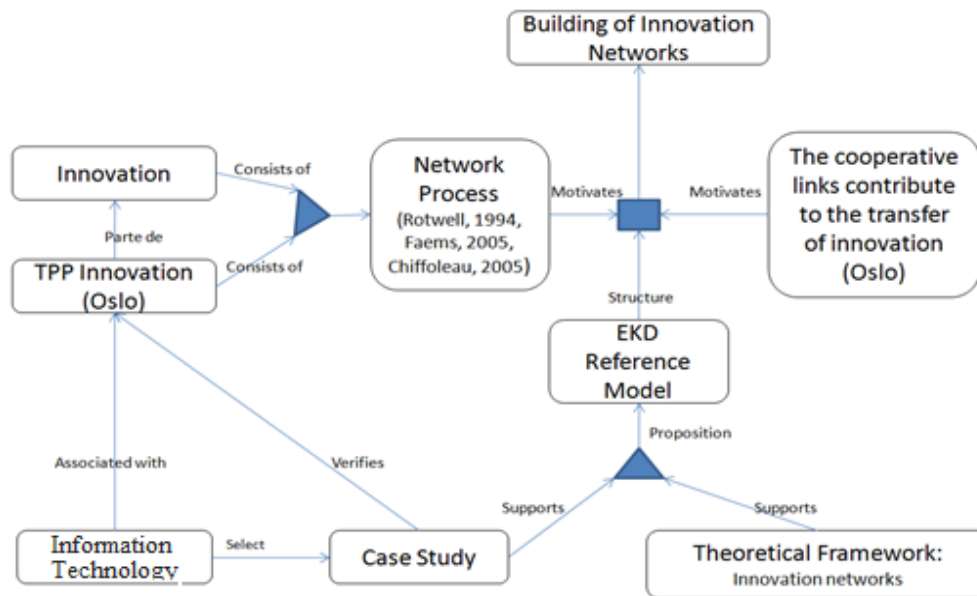 Building of Innovation
Networks
Innovation
Consists of
Network
Process
(Rotwell, 1994,
Faems, 2005,
Chiffoleau, 2005)
Motivates
Motivates
The cooperative
links contribute
to the transfer
of innovation
(Oslo)
Parte de
TPP Innovation
(Oslo)
Consists of
Structure
EKD
Reference
Model
Proposition
Associated with
Verifies
Supports
Supports
Information
Technology
Select
Case Study
Theoretical Framework:
Innovation networks